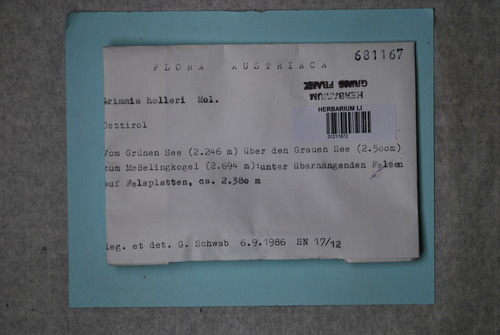 681167
FLORA AUSTRIACA
HERBARIUM
FRANZ GRIMS
Grimmia holleri Mol.
HERBARIUM LI
Osttirol
Vom Grünen See (2.246 m) über den Grauen See (2.500m)
zum Meßelingkogel (2.694 m):unter überhängenden Felsen
auf Felsplatten, ca. 2.380 m
leg. et det. G. Schwab 6.9.1986 SN 17/12